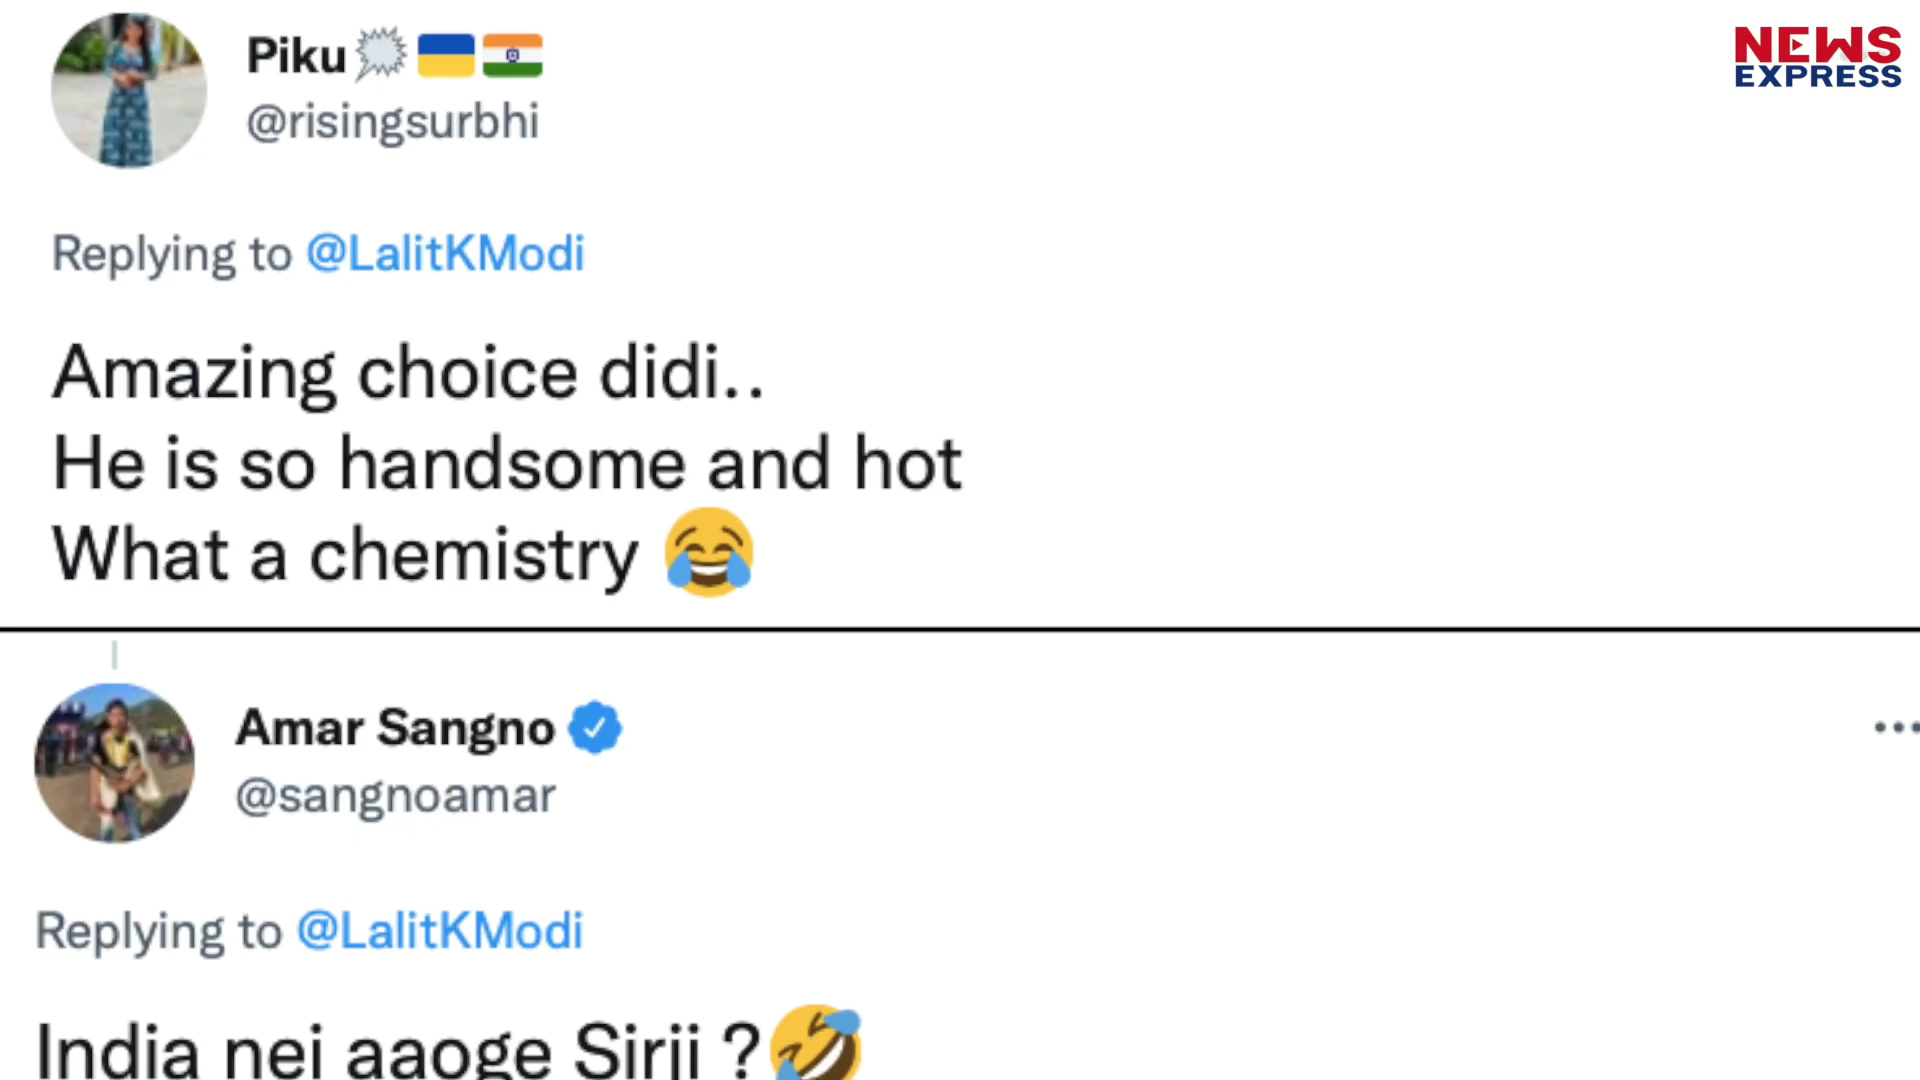 Piku
@risingsurbhi
NEWS
EXPRESS
Replying to @LalitKModi
Amazing choice didi..
He is so handsome and hot
What a chemistry 😂
Amar Sangno
@sangnoamar
Replying to @LalitKModi
India nei aaoge Sirji ?🤣